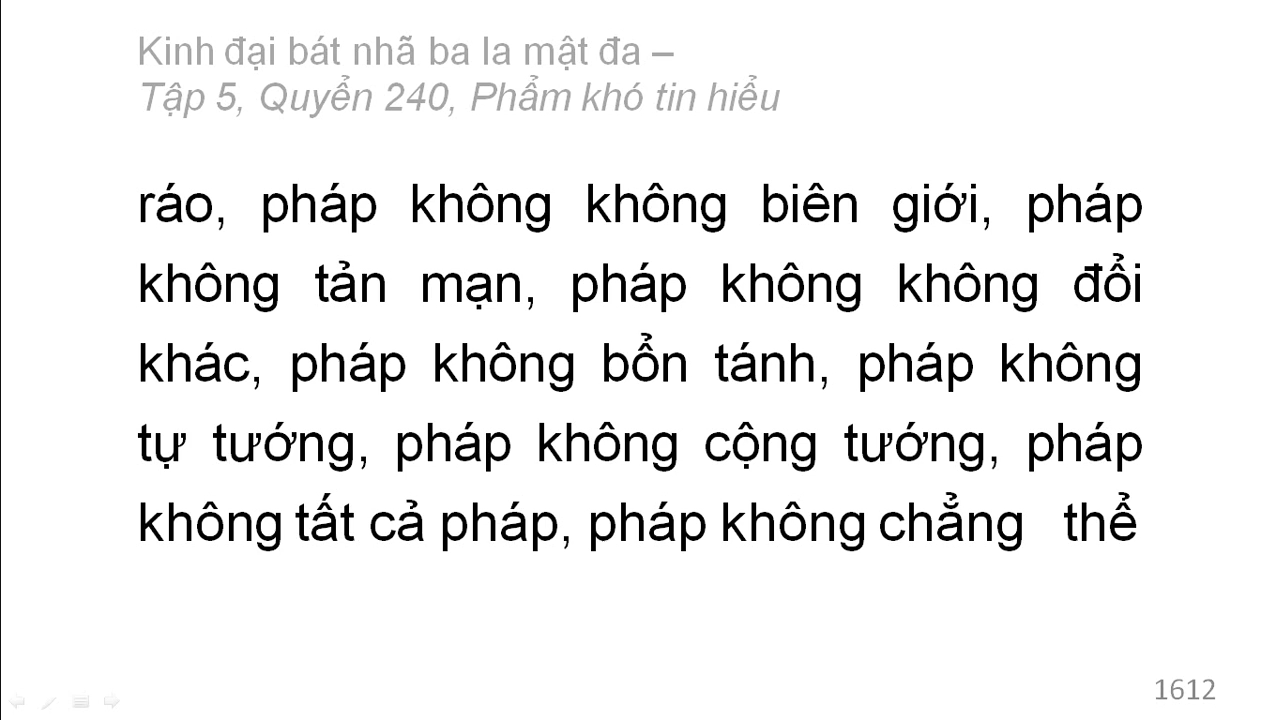 Kinh đại bát nhã ba la mật đa –
Tập 5, Quyển 240, Phẩm khó tin hiểu
ráo, pháp không không biên giới, pháp
không tản mạn, pháp không không đổi
khác, pháp không bổn tánh, pháp không
tự tướng, pháp không cộng tướng, pháp
không tất cả pháp, pháp không chẳng thể
1612